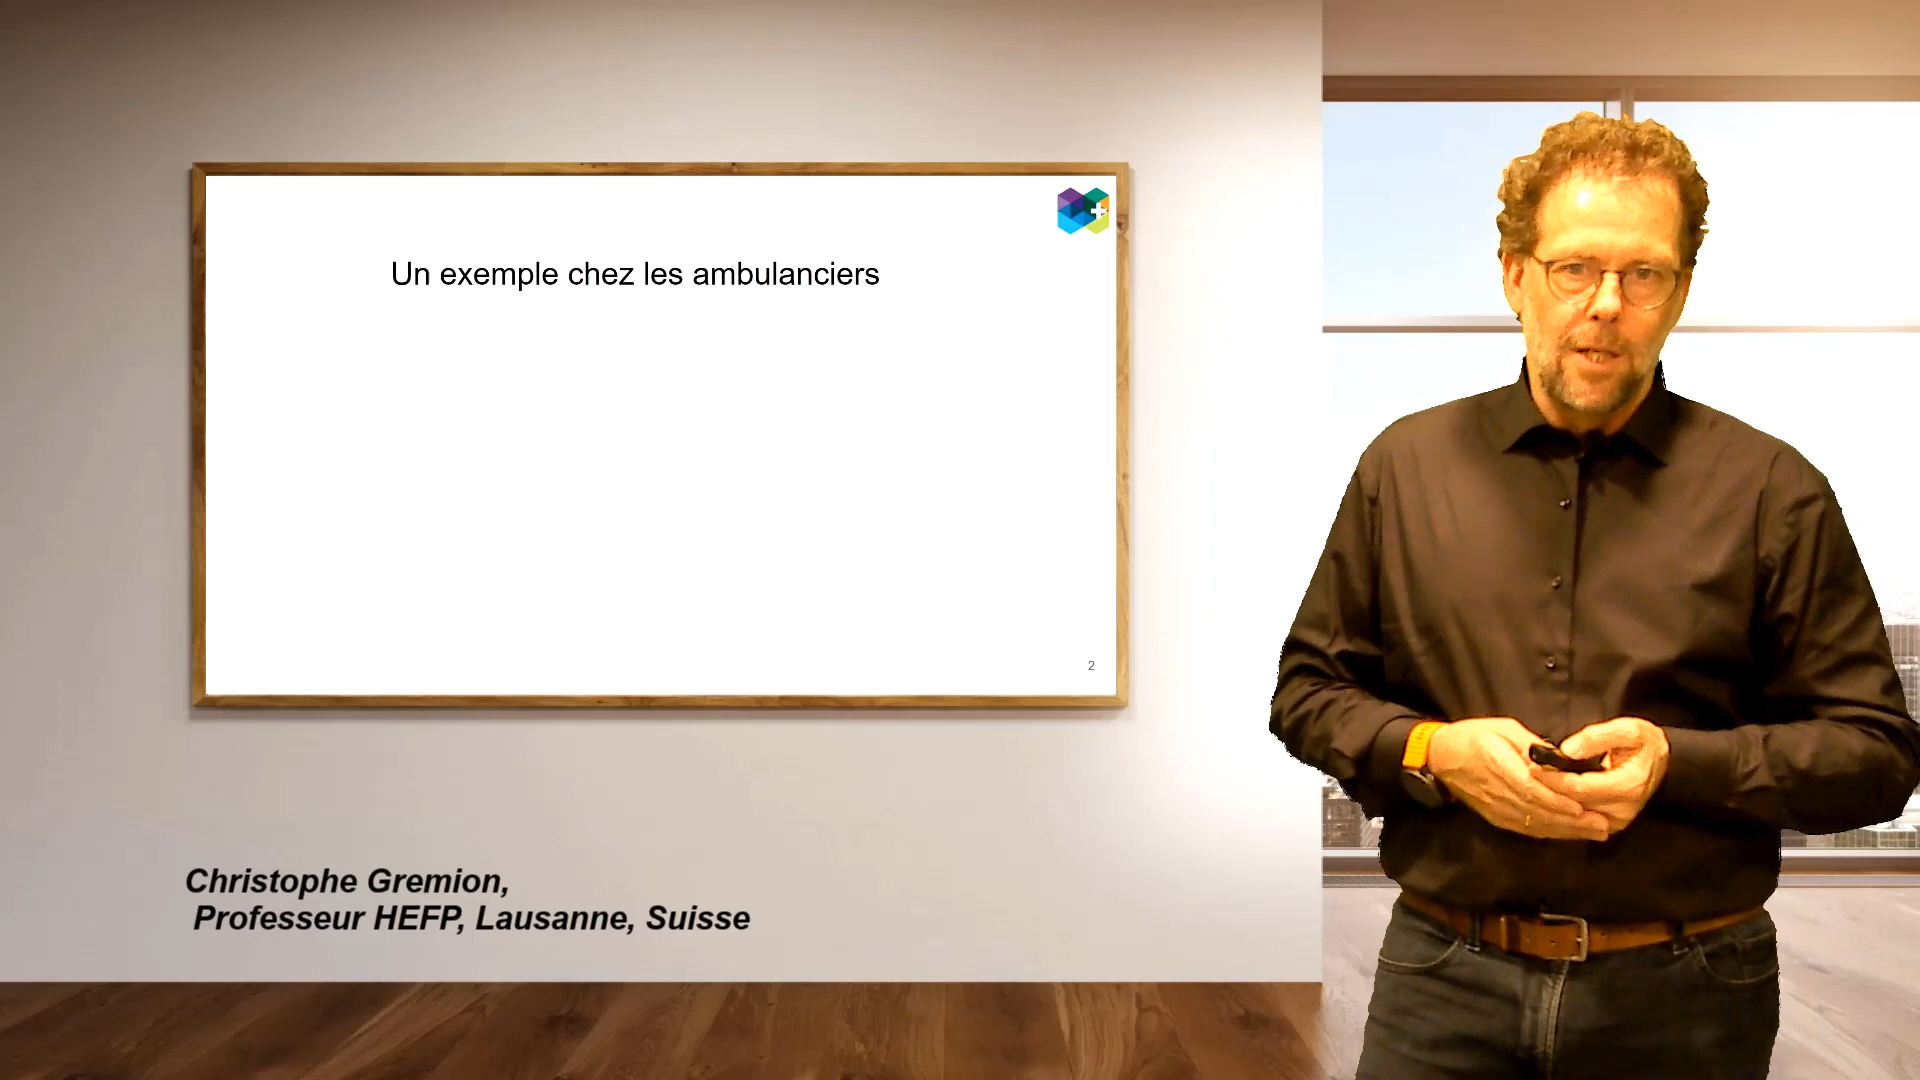 Un exemple chez les ambulanciers
2
Christophe Gremion,
Professeur HEFP, Lausanne, Suisse